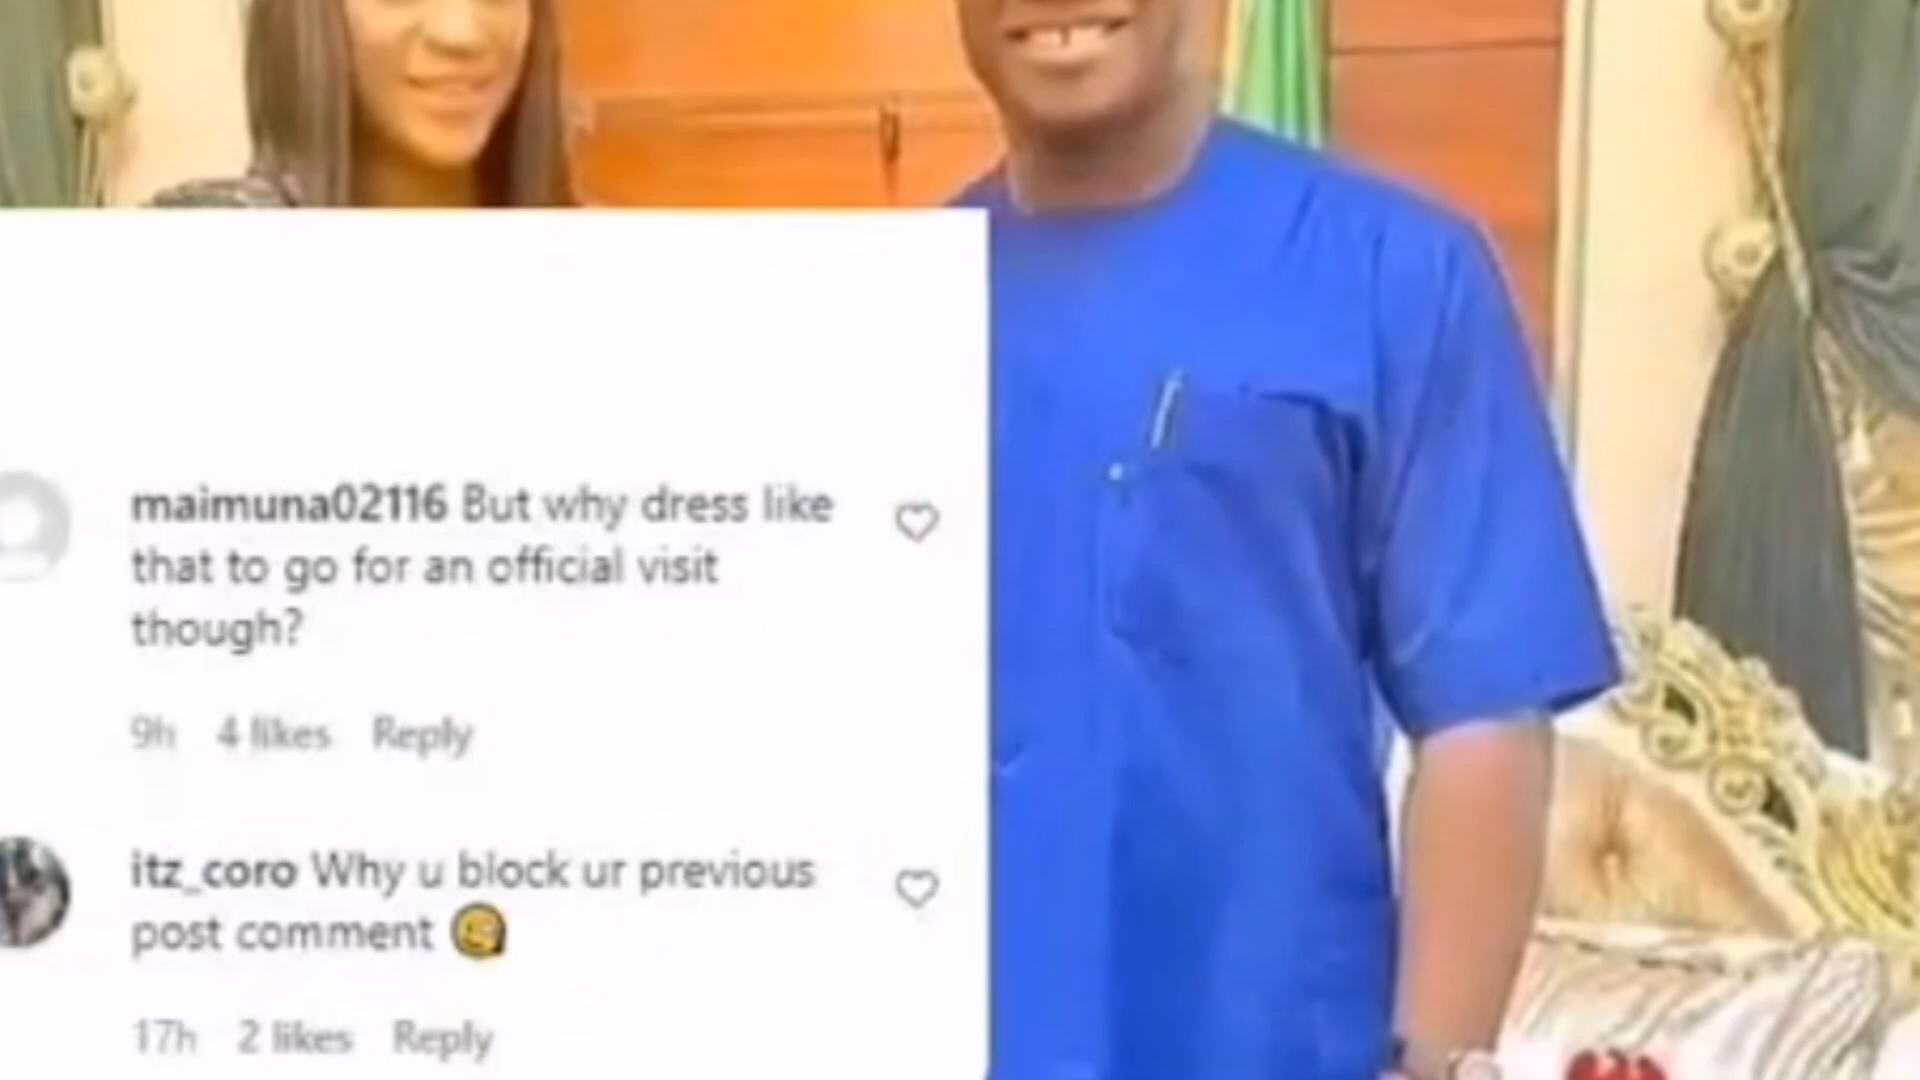 maimuna02116 But why dress like
that to go for an official visit
though?
9h 4 likes Reply
itz_coro Why u block ur previous
post comment
17h 2 likes Reply